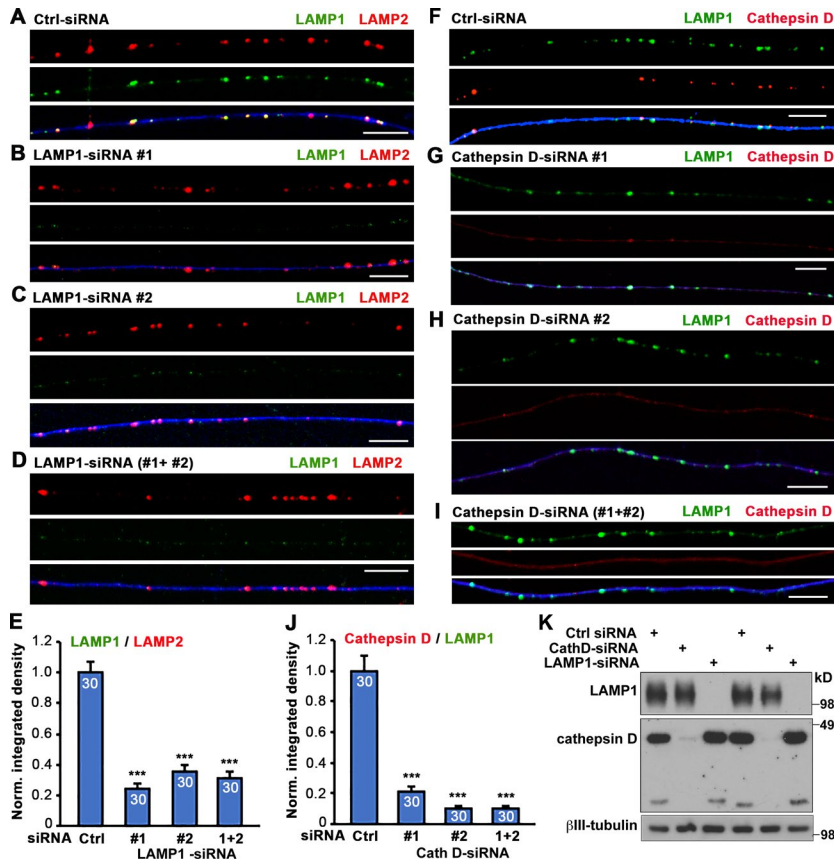 A Ctrl-siRNA LAMP1 LAMP2
B LAMP1-siRNA #1 LAMP1 LAMP2
C LAMP1-siRNA #2 LAMP1 LAMP2
D LAMP1-siRNA (#1+ #2) LAMP1 LAMP2
F Ctrl-siRNA LAMP1 Cathepsin D
G Cathepsin D-siRNA #1 LAMP1 Cathepsin D
H Cathepsin D-siRNA #2 LAMP1 Cathepsin D
I Cathepsin D-siRNA (#1+#2) LAMP1 Cathepsin D
E
LAMP1 / LAMP2
Norm. integrated density
1.2
1.0
0.8
0.6
0.4
0.2
0
30
*** 30
*** 30
*** 30
siRNA Ctrl #1 #2 1+2
LAMP1 -siRNA
J
Cathepsin D / LAMP1
Norm. integrated density
1.2
1.0
0.8
0.6
0.4
0.2
0
30
*** 30
*** 30
*** 30
siRNA Ctrl #1 #2 1+2
Cath D-siRNA
K
Ctrl siRNA + +
CathD-siRNA + +
LAMP1-siRNA + +
kD
LAMP1
98
49
cathepsin D
βIII-tubulin
98